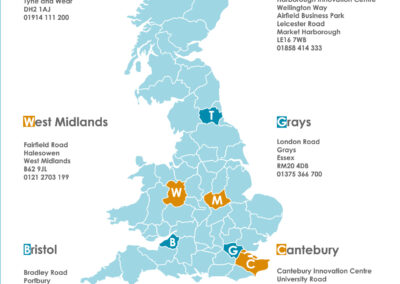 Tyne and Wear
DH2 1AJ
01914 111 200
Harborough Innovation Centre
Wellington Way
Airfield Business Park
Leicester Road
Market Harborough
LE16 7WB
01858 414 333
West Midlands
Fairfield Road
Halesowen
West Midlands
B62 9JL
0121 2703 199
Grays
London Road
Grays
Essex
RM20 4DB
01375 366 700
T
W
M
B
G
C
Bristol
Bradley Road
Portbury
Cantebury
Cantebury Innovation Centre
University Road